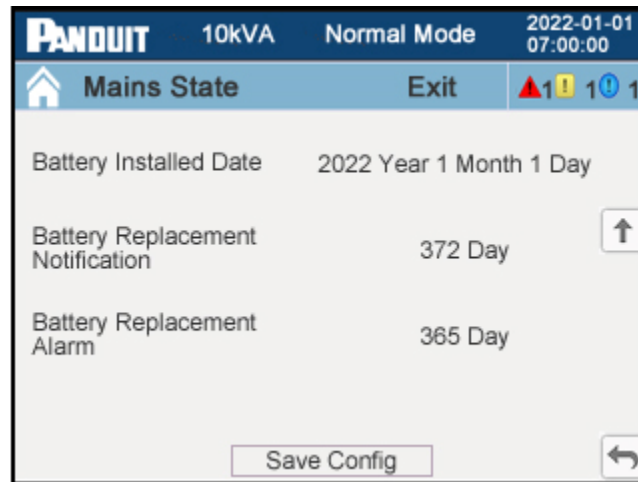 PANDUIT 10kVA Normal Mode 2022-01-01
07:00:00
Mains State Exit 1 ! 1 ! 1
Battery Installed Date 2022 Year 1 Month 1 Day
Battery Replacement
Notification 372 Day
Battery Replacement
Alarm 365 Day
Save Config